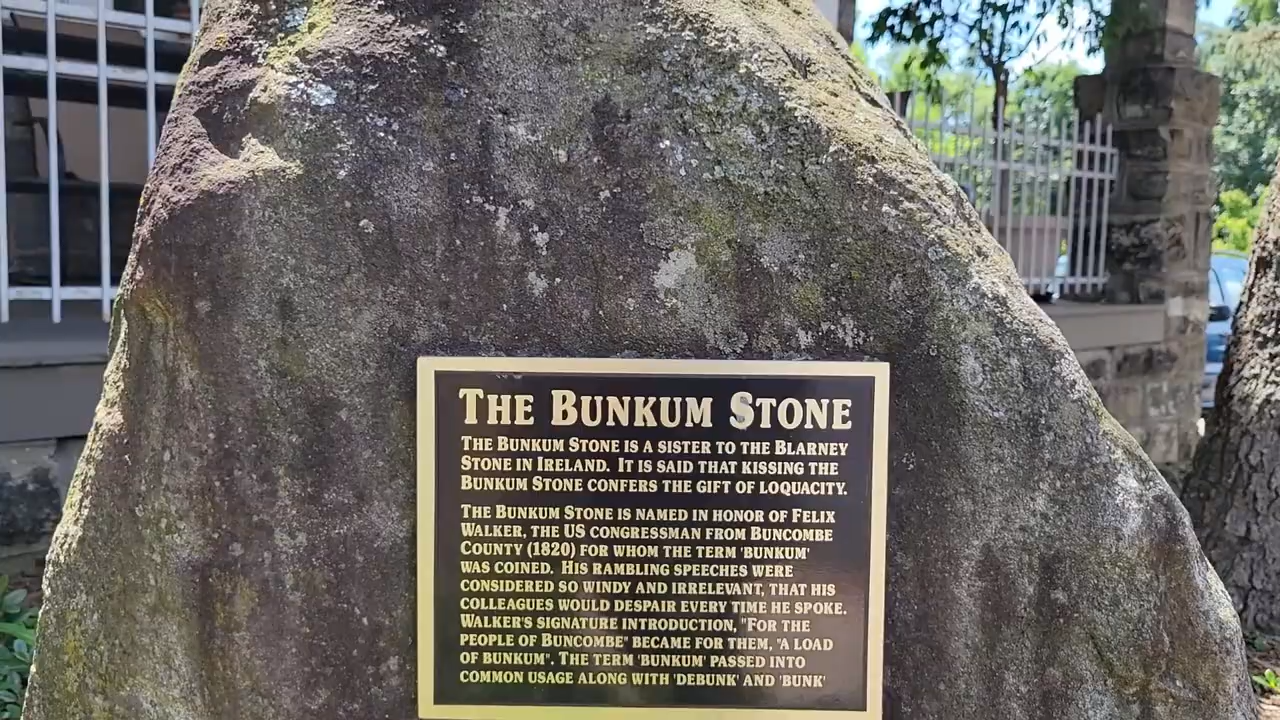 THE BUNKUM STONE
THE BUNKUM STONE IS A SISTER TO THE BLARNEY
STONE IN IRELAND. IT IS SAID THAT KISSING THE
BUNKUM STONE CONFERS THE GIFT OF LOQUACITY.
THE BUNKUM STONE IS NAMED IN HONOR OF FELIX
WALKER, THE US CONGRESSMAN FROM BUNCOMBE
COUNTY (1820) FOR WHOM THE TERM 'BUNKUM'
WAS COINED. HIS RAMBLING SPEECHES WERE
CONSIDERED SO WINDY AND IRRELEVANT, THAT HIS
COLLEAGUES WOULD DESPAIR EVERY TIME HE SPOKE.
WALKER'S SIGNATURE INTRODUCTION, "FOR THE
PEOPLE OF BUNCOMBE" BECAME FOR THEM, "A LOAD
OF BUNKUM". THE TERM 'BUNKUM' PASSED INTO
COMMON USAGE ALONG WITH 'DEBUNK' AND 'BUNK'